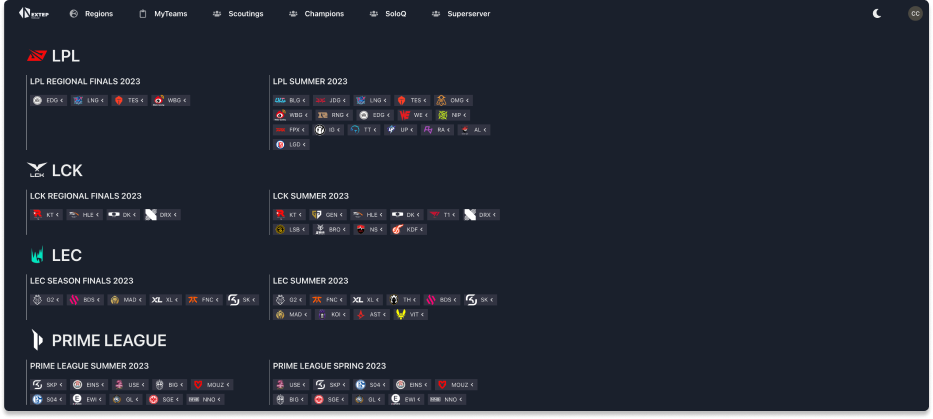 NEXTEP Regions MyTeams Scoutings Champions SoloQ Superserver CC
LPL
LPL REGIONAL FINALS 2023
EDG < LNG < TES < WBG <
LPL SUMMER 2023
BLG < JDG < LNG < TES < OMG <
WBG < RNG < EDG < WE < NIP <
FPX < IG < TT < UP < RA < AL <
LGD <
LCK
LCK REGIONAL FINALS 2023
KT < HLE < DK < DRX <
LCK SUMMER 2023
KT < GEN < HLE < DK < T1 < DRX <
LSB < BRO < NS < KDF <
LEC
LEC SEASON FINALS 2023
G2 < BDS < MAD < XL XL < FNC < SK <
LEC SUMMER 2023
G2 < FNC < XL XL < TH < BDS < SK <
MAD < KOI < AST < VIT <
PRIME LEAGUE
PRIME LEAGUE SUMMER 2023
SKP < EINS < USE < BIG < MOUZ <
S04 < EWI < GL < SGE < NNO <
PRIME LEAGUE SPRING 2023
USE < SKP < S04 < EINS < MOUZ <
BIG < SGE < GL < EWI < NNO <